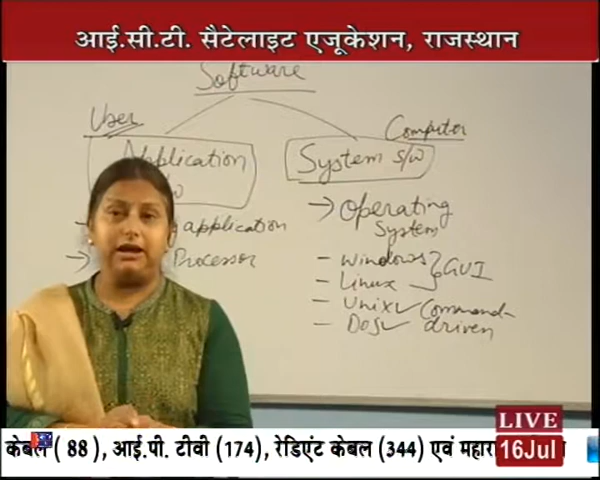 आई.सी.टी. सैटेलाइट एजूकेशन, राजस्थान
Software
User
Computer
Application
System S/W
→ Operating
System
application
Processor
- Windows
- Linux
GUI
- Unix
- DOS
Command-
driven
LIVE
16Jul
केबल ( 88 ), आई.पी. टीवी (174), रेडिएंट केबल (344) एवं महारा